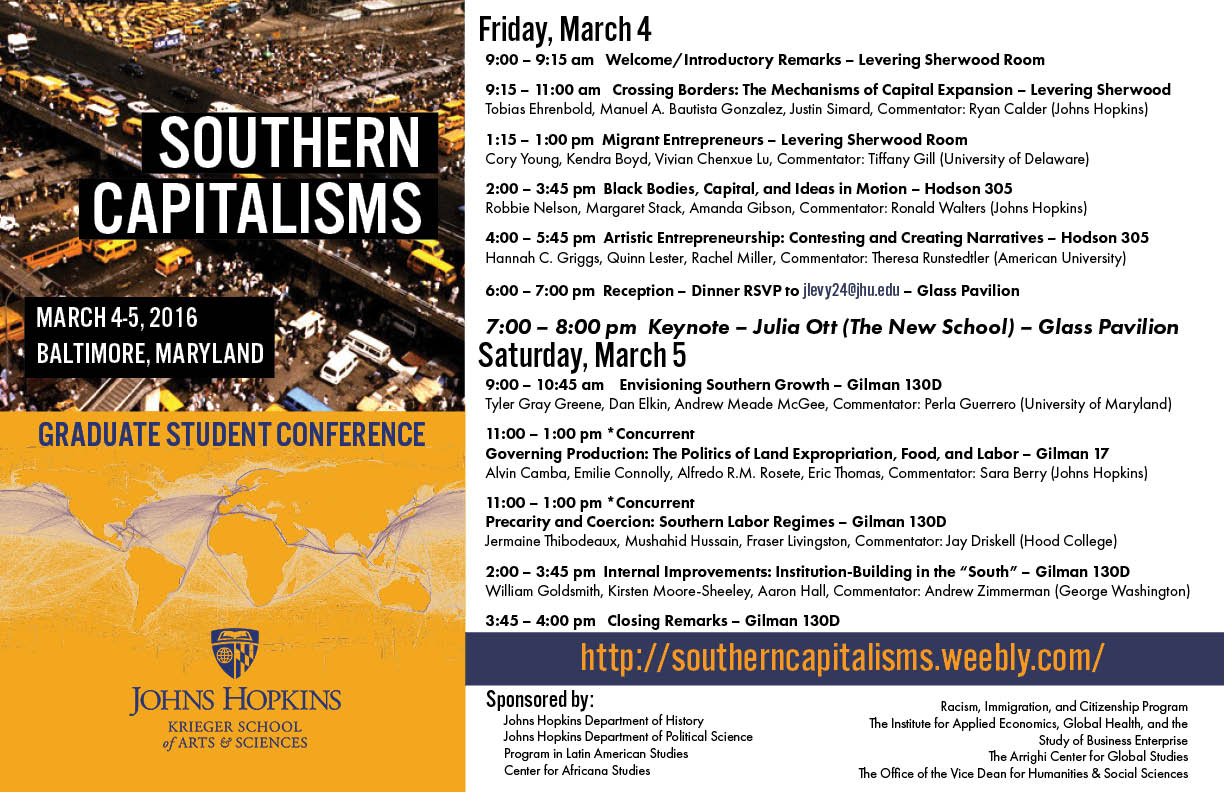 SOUTHERN
CAPITALISMS
MARCH 4-5, 2016
BALTIMORE, MARYLAND
GRADUATE STUDENT CONFERENCE
JOHNS HOPKINS
KRIEGER SCHOOL
of ARTS & SCIENCES
Friday, March 4
9:00 – 9:15 am Welcome/Introductory Remarks – Levering Sherwood Room
9:15 – 11:00 am Crossing Borders: The Mechanisms of Capital Expansion – Levering Sherwood
Tobias Ehrenbold, Manuel A. Bautista Gonzalez, Justin Simard, Commentator: Ryan Calder (Johns Hopkins)
1:15 – 1:00 pm Migrant Entrepreneurs – Levering Sherwood Room
Cory Young, Kendra Boyd, Vivian Chenxue Lu, Commentator: Tiffany Gill (University of Delaware)
2:00 – 3:45 pm Black Bodies, Capital, and Ideas in Motion – Hodson 305
Robbie Nelson, Margaret Stack, Amanda Gibson, Commentator: Ronald Walters (Johns Hopkins)
4:00 – 5:45 pm Artistic Entrepreneurship: Contesting and Creating Narratives – Hodson 305
Hannah C. Griggs, Quinn Lester, Rachel Miller, Commentator: Theresa Runstedtler (American University)
6:00 – 7:00 pm Reception – Dinner RSVP to jlevy24@jhu.edu – Glass Pavilion
7:00 – 8:00 pm Keynote – Julia Ott (The New School) – Glass Pavilion
Saturday, March 5
9:00 – 10:45 am Envisioning Southern Growth – Gilman 130D
Tyler Gray Greene, Dan Elkin, Andrew Meade McGee, Commentator: Perla Guerrero (University of Maryland)
11:00 – 1:00 pm *Concurrent
Governing Production: The Politics of Land Expropriation, Food, and Labor – Gilman 17
Alvin Camba, Emilie Connolly, Alfredo R.M. Rosete, Eric Thomas, Commentator: Sara Berry (Johns Hopkins)
11:00 – 1:00 pm *Concurrent
Precarity and Coercion: Southern Labor Regimes – Gilman 130D
Jermaine Thibodeaux, Mushahid Hussain, Fraser Livingston, Commentator: Jay Driskell (Hood College)
2:00 – 3:45 pm Internal Improvements: Institution-Building in the “South” – Gilman 130D
William Goldsmith, Kirsten Moore-Sheeley, Aaron Hall, Commentator: Andrew Zimmerman (George Washington)
3:45 – 4:00 pm Closing Remarks – Gilman 130D
http://southerncapitalisms.weebly.com/
Sponsored by:
Johns Hopkins Department of History
Johns Hopkins Department of Political Science
Program in Latin American Studies
Center for Africana Studies
Racism, Immigration, and Citizenship Program
The Institute for Applied Economics, Global Health, and the
Study of Business Enterprise
The Arrighi Center for Global Studies
The Office of the Vice Dean for Humanities & Social Sciences